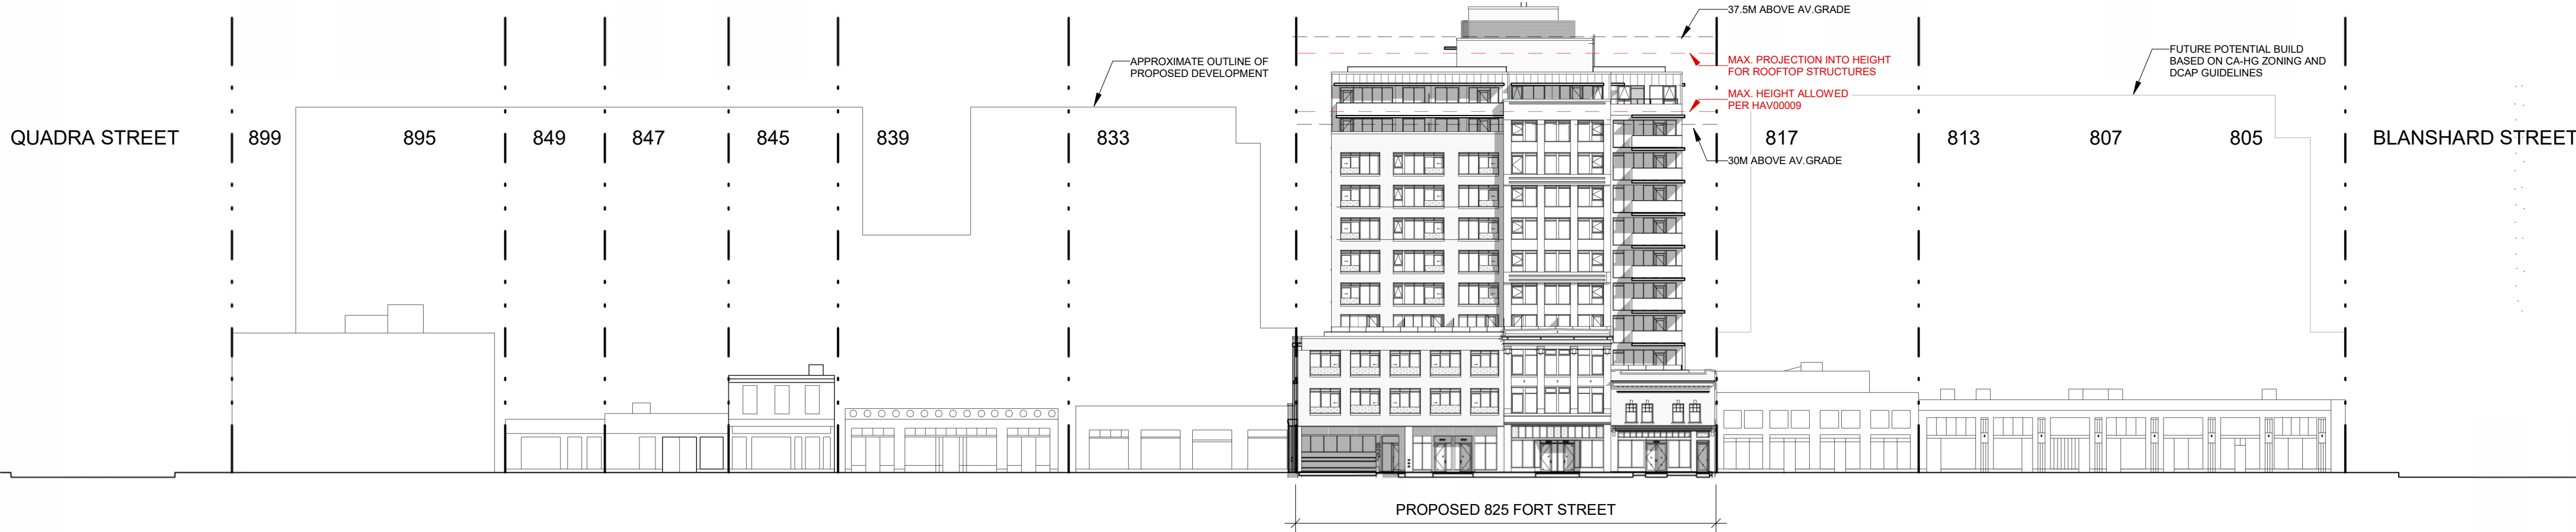 37.5M ABOVE AV.GRADE
APPROXIMATE OUTLINE OF
PROPOSED DEVELOPMENT
MAX. PROJECTION INTO HEIGHT
FOR ROOFTOP STRUCTURES
FUTURE POTENTIAL BUILD
BASED ON CA-HG ZONING AND
DCAP GUIDELINES
MAX. HEIGHT ALLOWED
PER HAV00009
QUADRA STREET
899
895
849
847
845
839
833
817
813
807
805
BLANSHARD STREET
30M ABOVE AV.GRADE
PROPOSED 825 FORT STREET